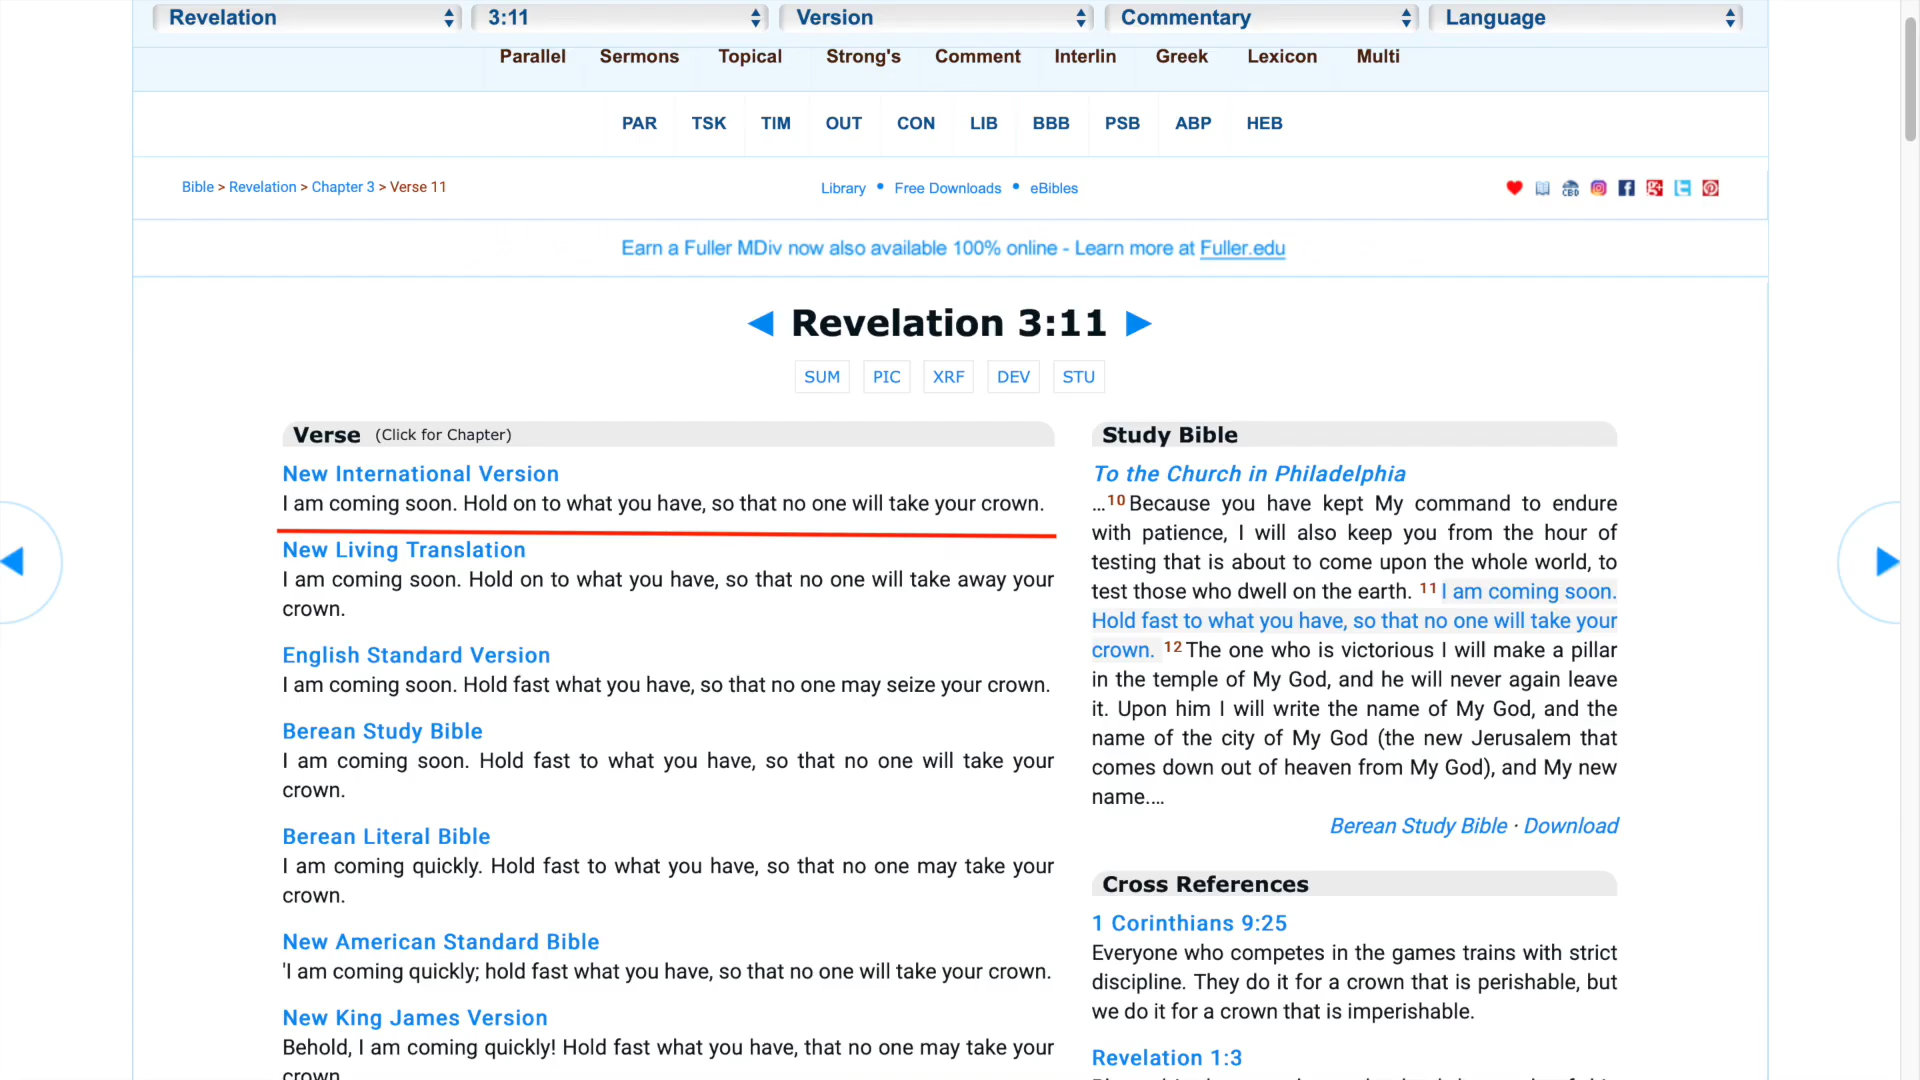 Revelation 3:11 Version Commentary Language
Parallel Sermons Topical Strong's Comment Interlin Greek Lexicon Multi
PAR TSK TIM OUT CON LIB BBB PSB ABP HEB
Bible > Revelation > Chapter 3 > Verse 11
Library • Free Downloads • eBibles
CBD
Earn a Fuller MDiv now also available 100% online - Learn more at Fuller.edu
◄ Revelation 3:11 ►
SUM PIC XRF DEV STU
Verse (Click for Chapter)
New International Version
I am coming soon. Hold on to what you have, so that no one will take your crown.
New Living Translation
I am coming soon. Hold on to what you have, so that no one will take away your
crown.
English Standard Version
I am coming soon. Hold fast what you have, so that no one may seize your crown.
Berean Study Bible
I am coming soon. Hold fast to what you have, so that no one will take your
crown.
Berean Literal Bible
I am coming quickly. Hold fast to what you have, so that no one may take your
crown.
New American Standard Bible
'I am coming quickly; hold fast what you have, so that no one will take your crown.
New King James Version
Behold, I am coming quickly! Hold fast what you have, that no one may take your
crown
Study Bible
To the Church in Philadelphia
…10 Because you have kept My command to endure
with patience, I will also keep you from the hour of
testing that is about to come upon the whole world, to
test those who dwell on the earth. 11 I am coming soon.
Hold fast to what you have, so that no one will take your
crown. 12 The one who is victorious I will make a pillar
in the temple of My God, and he will never again leave
it. Upon him I will write the name of My God, and the
name of the city of My God (the new Jerusalem that
comes down out of heaven from My God), and My new
name.…
Berean Study Bible · Download
Cross References
1 Corinthians 9:25
Everyone who competes in the games trains with strict
discipline. They do it for a crown that is perishable, but
we do it for a crown that is imperishable.
Revelation 1:3